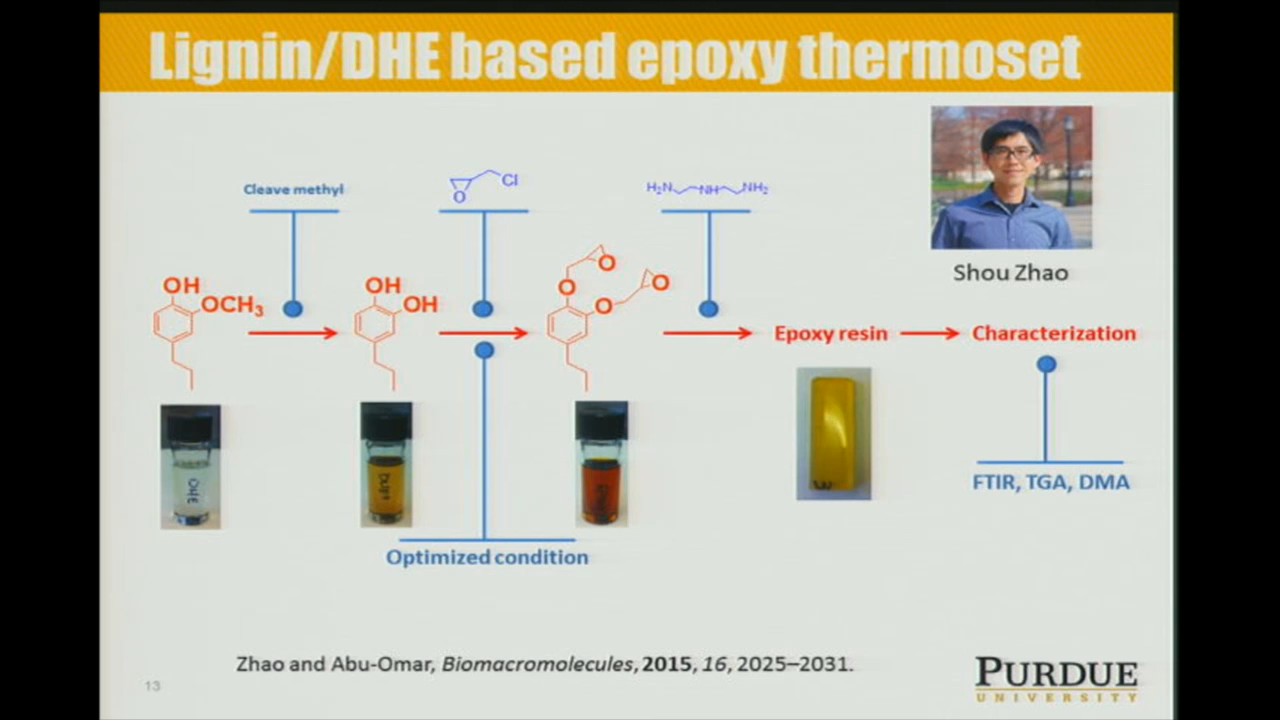 Lignin/DHE based epoxy thermoset
Cleave methyl
Cl
O
H₂N NH NH₂
Shou Zhao
OH
OCH₃
OH
OH
O
O
O
O
Epoxy resin
Characterization
DHE
FTIR, TGA, DMA
Optimized condition
Zhao and Abu-Omar, Biomacromolecules, 2015, 16, 2025–2031.
13
PURDUE
UNIVERSITY